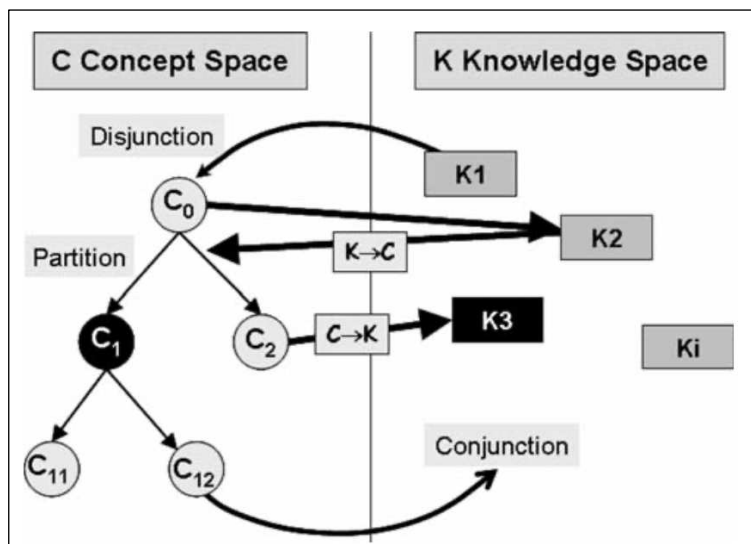 C Concept Space
K Knowledge Space
Disjunction
K1
C₀
K2
K→C
Partition
C₁
C₂
C→K
K3
Ki
C₁₁
C₁₂
Conjunction